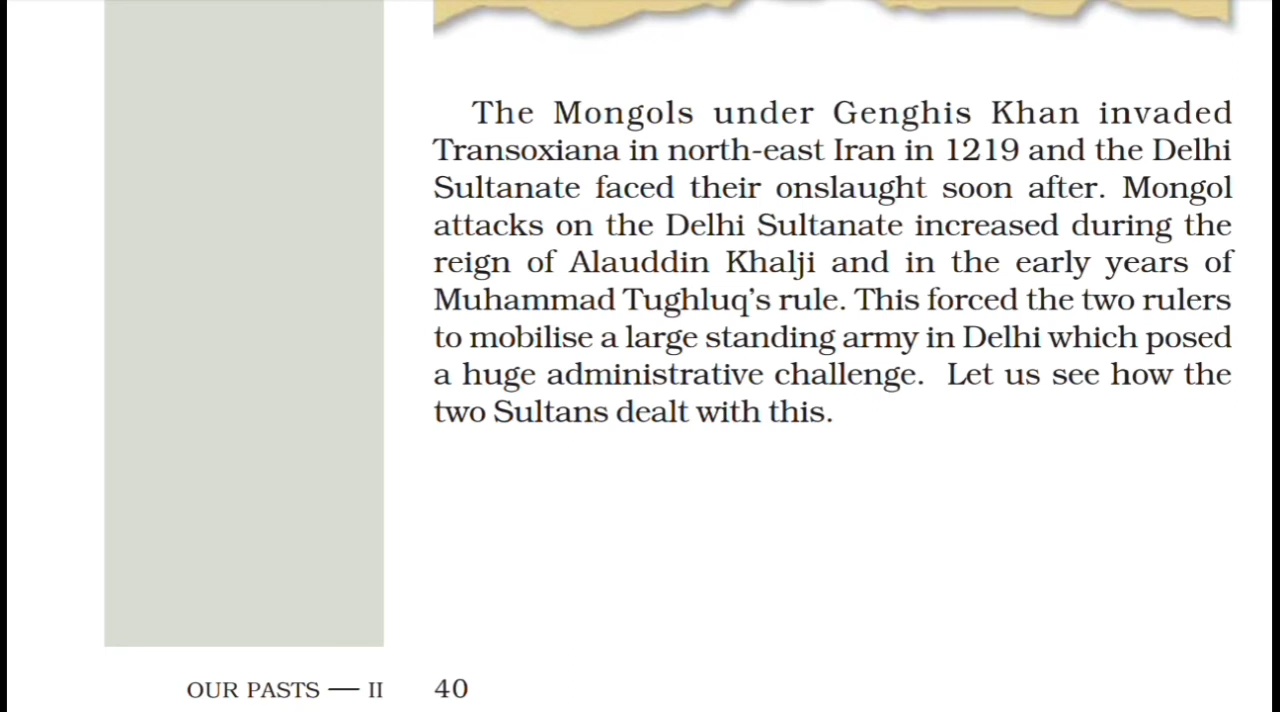 The Mongols under Genghis Khan invaded
Transoxiana in north-east Iran in 1219 and the Delhi
Sultanate faced their onslaught soon after. Mongol
attacks on the Delhi Sultanate increased during the
reign of Alauddin Khalji and in the early years of
Muhammad Tughluq’s rule. This forced the two rulers
to mobilise a large standing army in Delhi which posed
a huge administrative challenge. Let us see how the
two Sultans dealt with this.
OUR PASTS — II 40